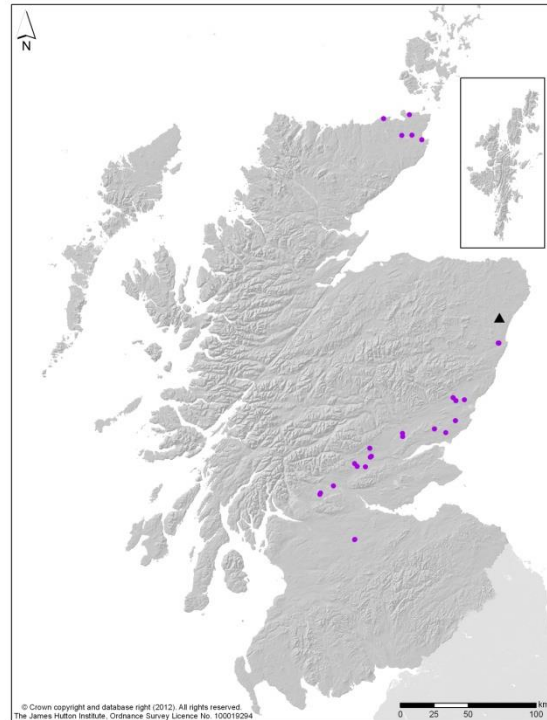 N
© Crown copyright and database right (2012). All rights reserved.
The James Hutton Institute, Ordnance Survey Licence No. 100019294
km
0 25 50 100